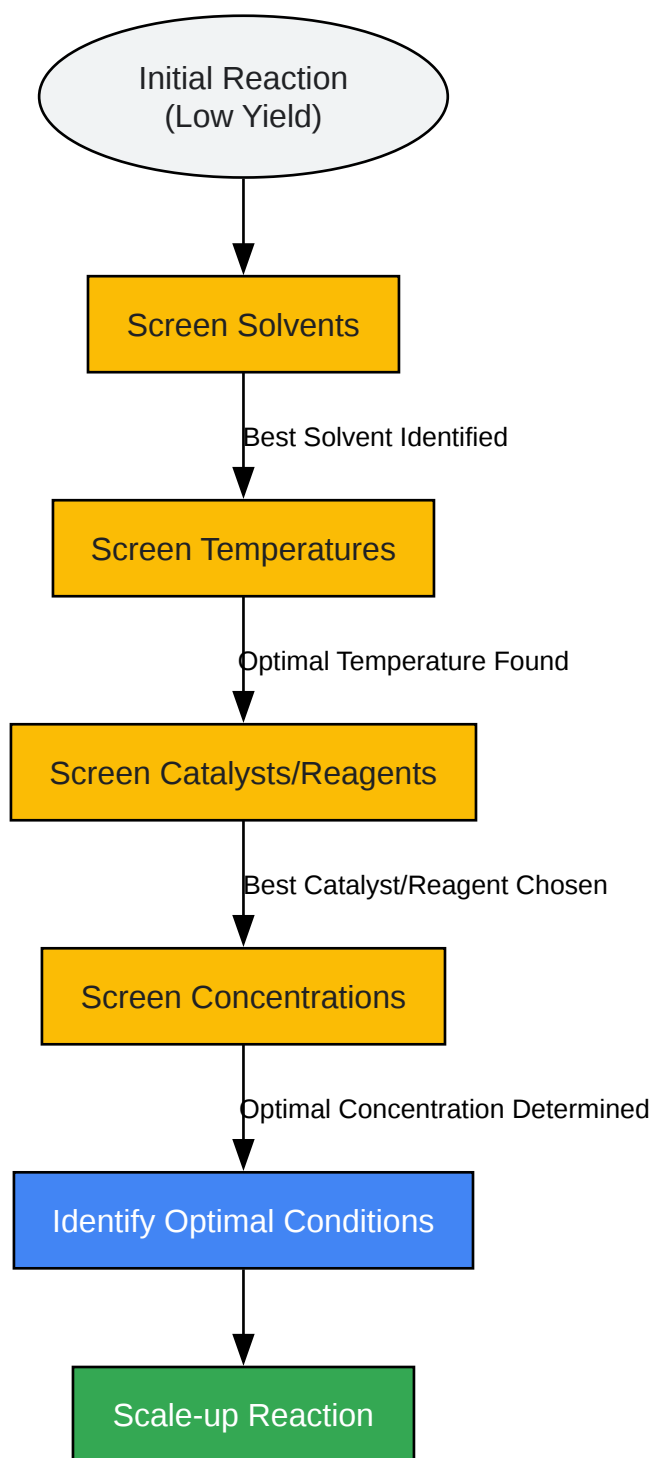 Initial Reaction
(Low Yield)
Screen Solvents
Best Solvent Identified
Screen Temperatures
Optimal Temperature Found
Screen Catalysts/Reagents
Best Catalyst/Reagent Chosen
Screen Concentrations
Optimal Concentration Determined
Identify Optimal Conditions
Scale-up Reaction